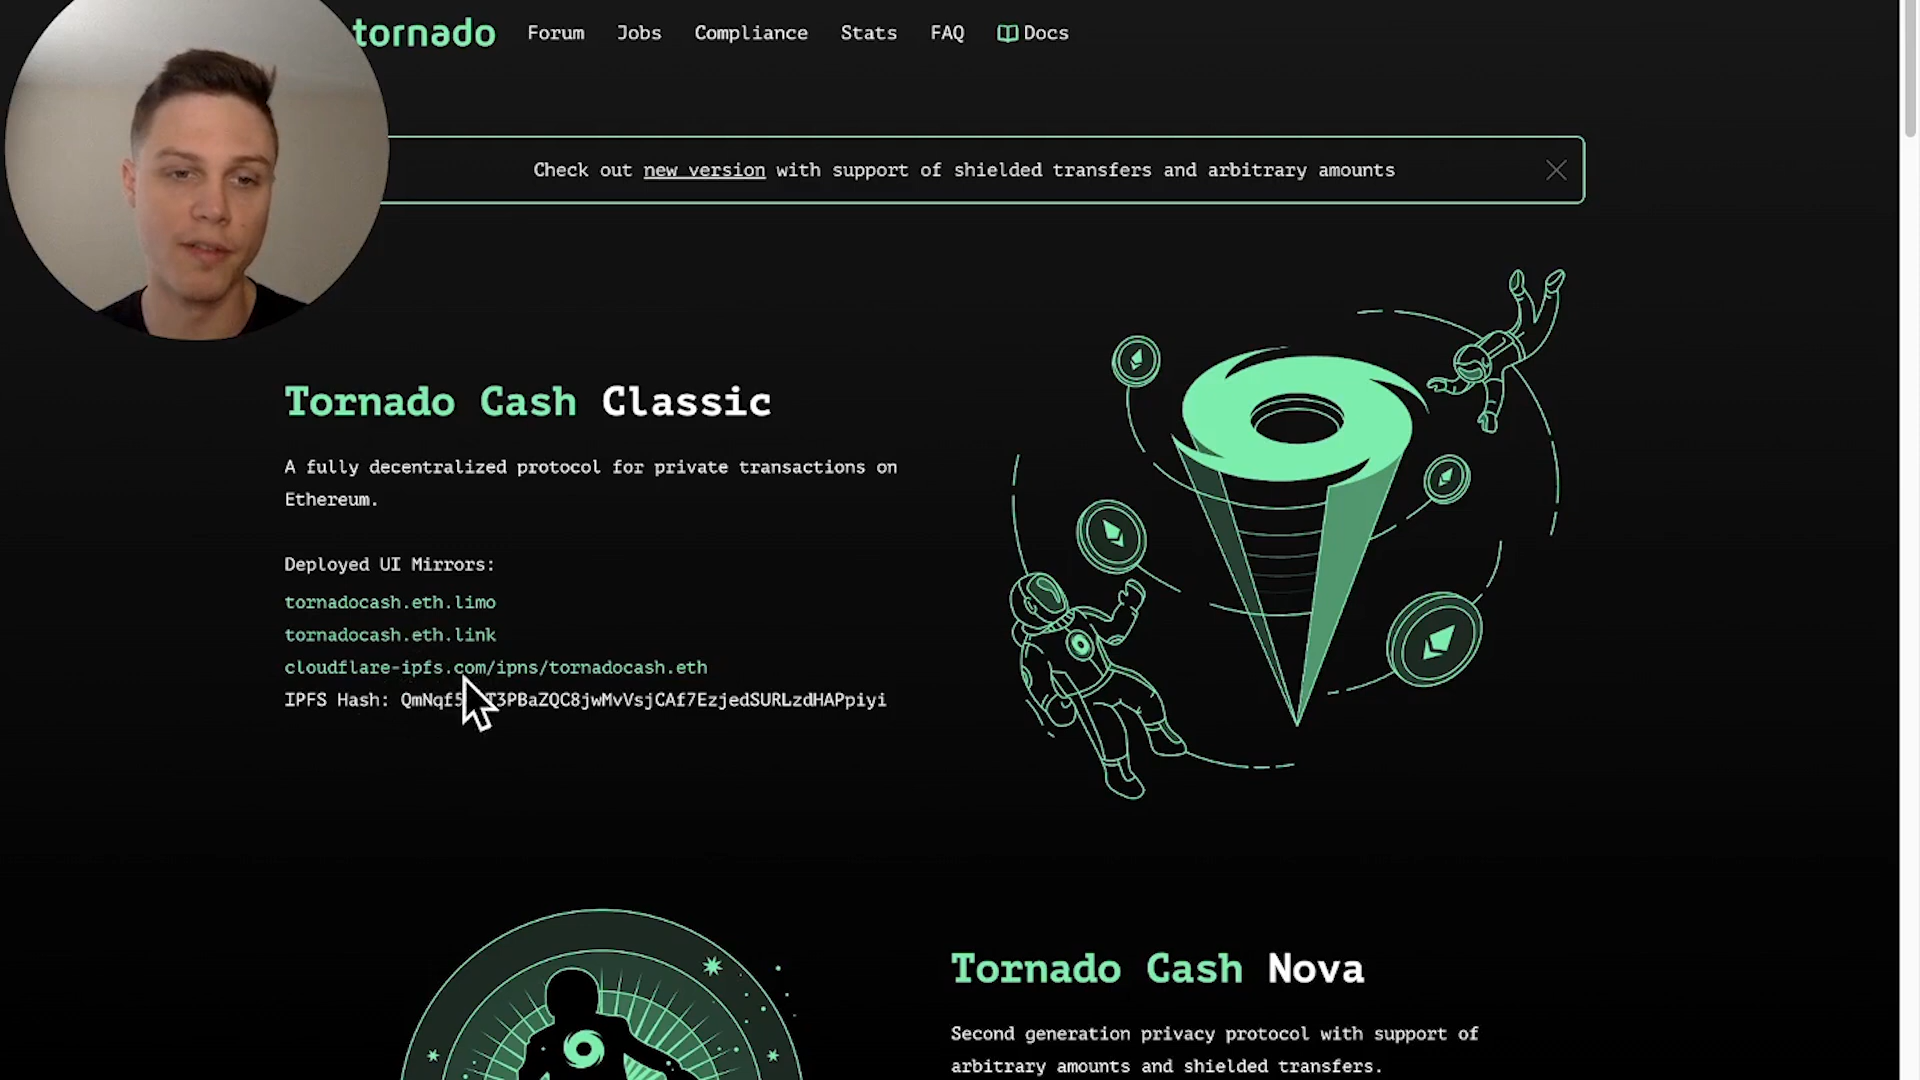 tornado Forum Jobs Compliance Stats FAQ Docs
Check out new version with support of shielded transfers and arbitrary amounts
Tornado Cash Classic
A fully decentralized protocol for private transactions on
Ethereum.
Deployed UI Mirrors:
tornadocash.eth.limo
tornadocash.eth.link
cloudflare-ipfs.com/ipns/tornadocash.eth
IPFS Hash:
Tornado Cash Nova
Second generation privacy protocol with support of
arbitrary amounts and shielded transfers.